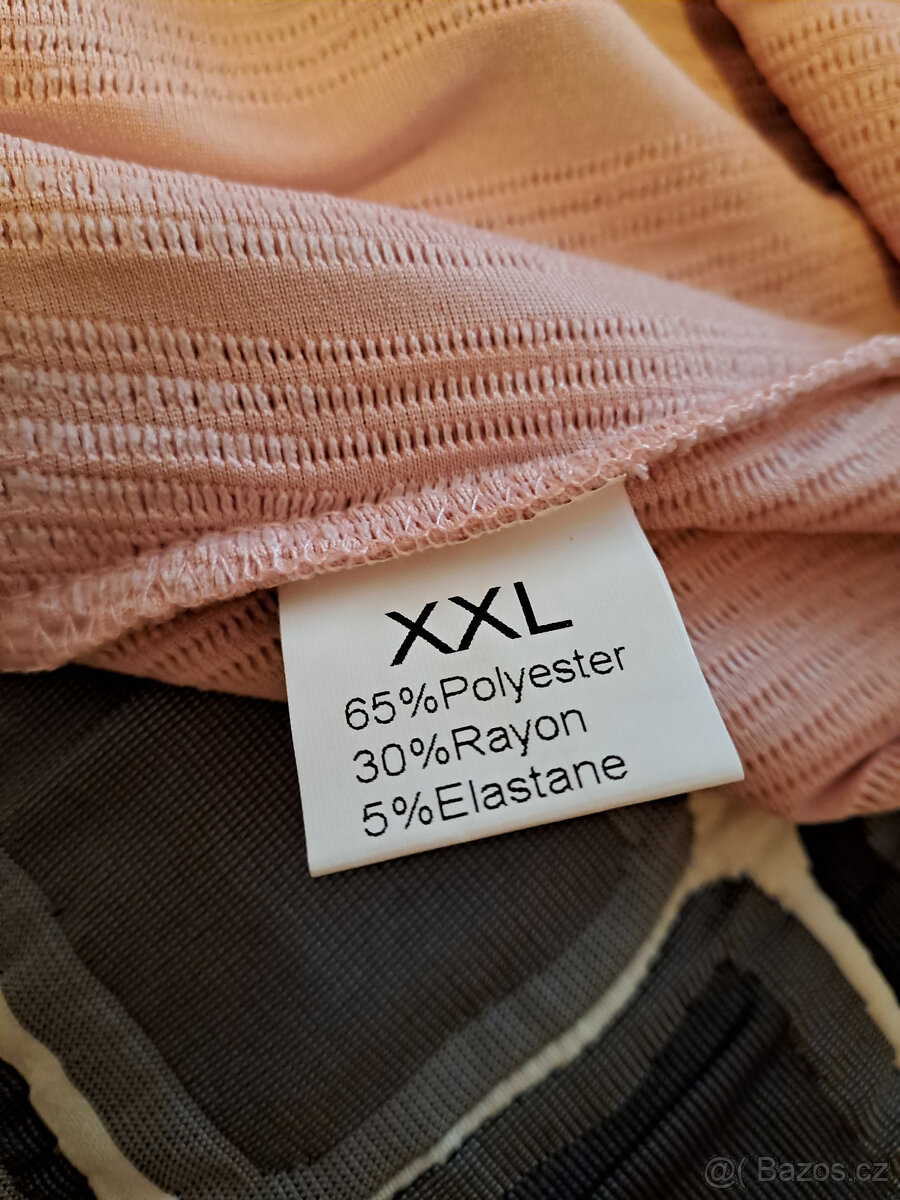 XXL
65%Polyester
30%Rayon
5%Elastane
@( Bazos.cz